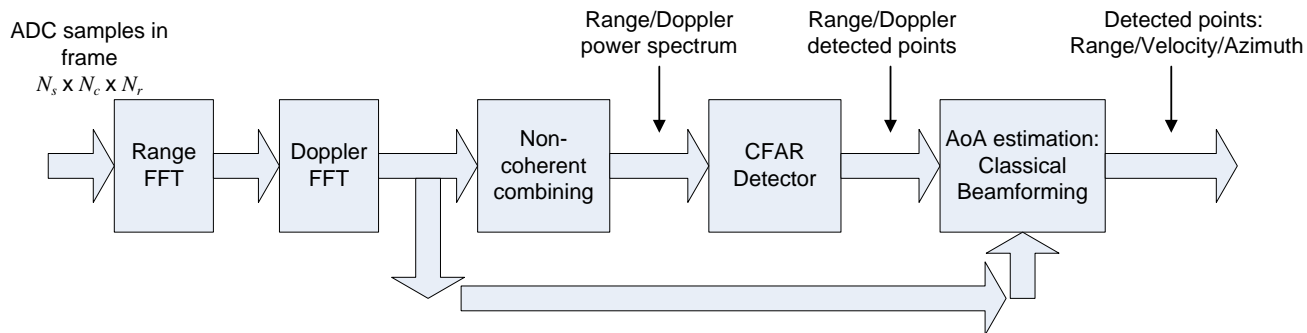 ADC samples in
frame
Ns x Nc x Nr
Range/Doppler
power spectrum
Range/Doppler
detected points
Detected points:
Range/Velocity/Azimuth
Range
FFT
Doppler
FFT
Non-
coherent
combining
CFAR
Detector
AoA estimation:
Classical
Beamforming